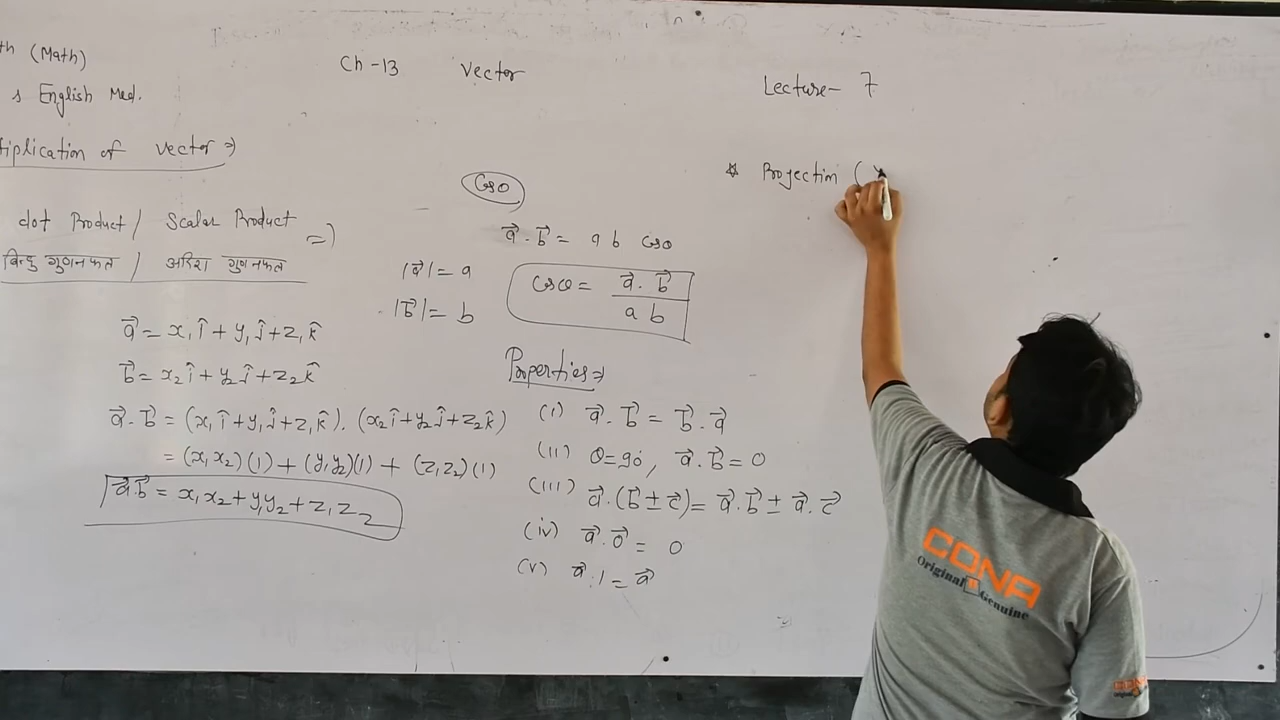 th (Math)
s English Med.
tiplication of vector ⇒
dot Product / Scalar Product ⇒
बिन्दु गुणनफल / अदिश गुणनफल
a⃗ = x₁î + y₁ĵ + z₁k̂
b⃗ = x₂î + y₂ĵ + z₂k̂
a⃗.b⃗ = (x₁î + y₁ĵ + z₁k̂).(x₂î + y₂ĵ + z₂k̂)
= (x₁x₂)(1) + (y₁y₂)(1) + (z₁z₂)(1)
a⃗.b⃗ = x₁x₂ + y₁y₂ + z₁z₂
Ch-13 Vector
Cosθ
a⃗.b⃗ = a b cosθ
|a⃗| = a
|b⃗| = b
Cosθ = a⃗.b⃗ / a b
Properties ⇒
(i) a⃗.b⃗ = b⃗.a⃗
(ii) θ=90°, a⃗.b⃗ = 0
(iii) a⃗.(b⃗ ± c⃗) = a⃗.b⃗ ± a⃗.c⃗
(iv) a⃗.0⃗ = 0
(v) a⃗.1 = a⃗
Lecture- 7
☆ Projection (
CONA
Original Genuine